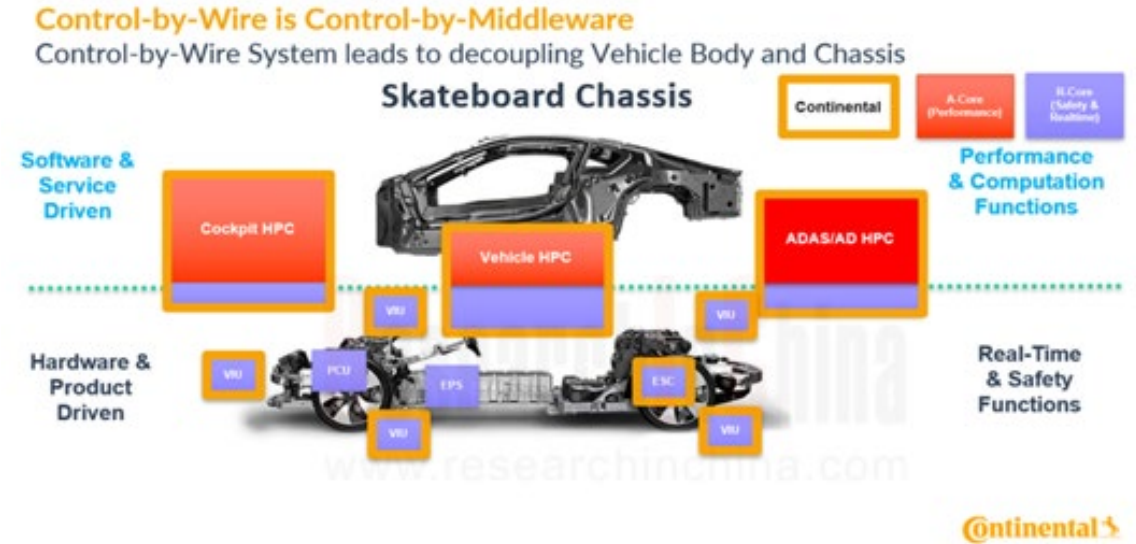 Control-by-Wire is Control-by-Middleware
Control-by-Wire System leads to decoupling Vehicle Body and Chassis
Skateboard Chassis
Continental
A-Core
(Performance)
R-Core
(Safety &
Realtime)
Software &
Service
Driven
Performance
& Computation
Functions
Cockpit HPC
Vehicle HPC
ADAS/AD HPC
VIU
VIU
Hardware &
Product
Driven
VIU
PCU
EPS
ESC
Real-Time
& Safety
Functions
VIU
VIU
www.researchinchina.com
Continental